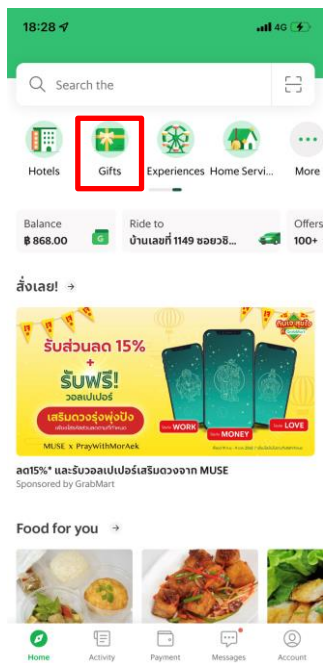 18:28
4G
Search the
Hotels
Gifts
Experiences
Home Servi...
More
Balance
฿ 868.00
G
Ride to
บ้านเลขที่ 1149 ซอยวชิ...
Offers
100+
สั่งเลย!
รับส่วนลด 15%
+
รับฟรี!
วอลเปเปอร์
เสริมดวงรุ่งพุ่งปัง
MUSE x PrayWithMorAek
WORK
MONEY
LOVE
ลด15%* และรับวอลเปเปอร์เสริมดวงจาก MUSE
Sponsored by GrabMart
Food for you
Home
Activity
Payment
Messages
Account